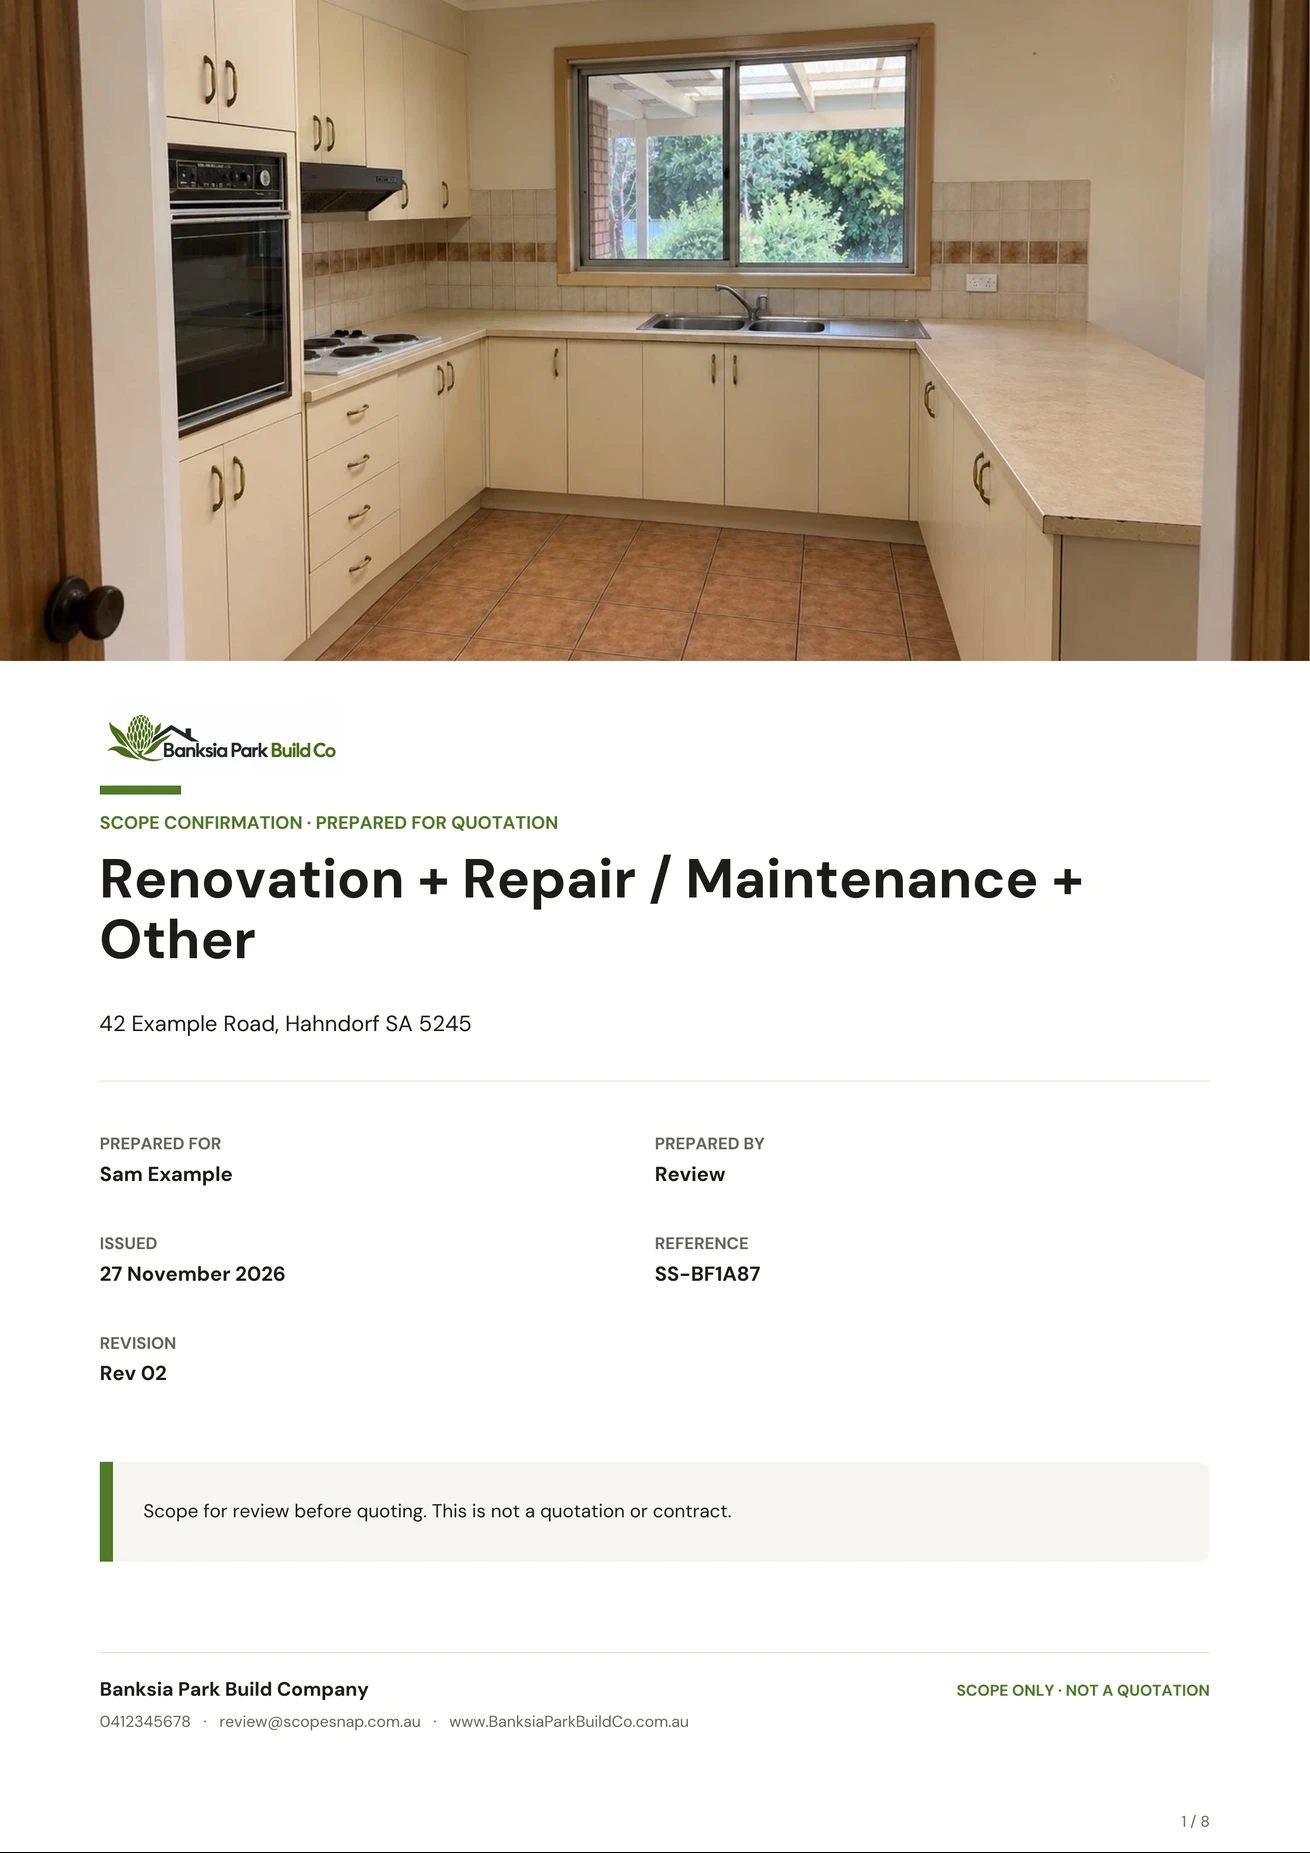 Banksia Park Build Co
SCOPE CONFIRMATION · PREPARED FOR QUOTATION
Renovation + Repair / Maintenance +
Other
42 Example Road, Hahndorf SA 5245
PREPARED FOR
Sam Example
PREPARED BY
Review
ISSUED
27 November 2026
REFERENCE
SS-BF1A87
REVISION
Rev 02
Scope for review before quoting. This is not a quotation or contract.
Banksia Park Build Company
SCOPE ONLY · NOT A QUOTATION
0412345678 · review@scopesnap.com.au · www.BanksiaParkBuildCo.com.au
1 / 8